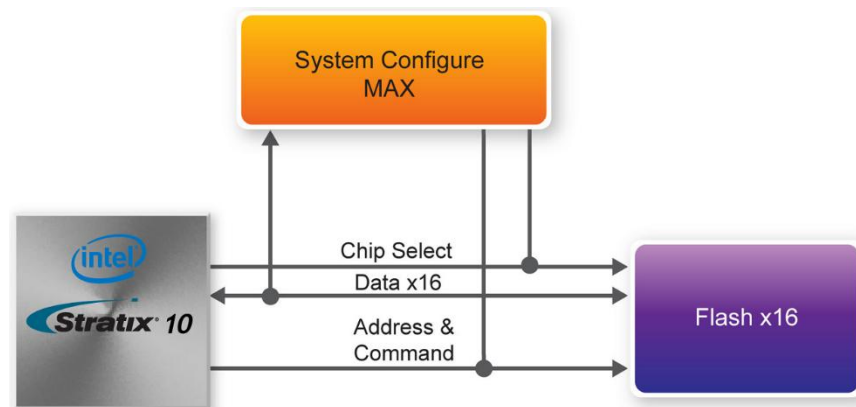 System Configure
MAX
Chip Select
intel
Data x16
Stratix® 10
Flash x16
Address &
Command